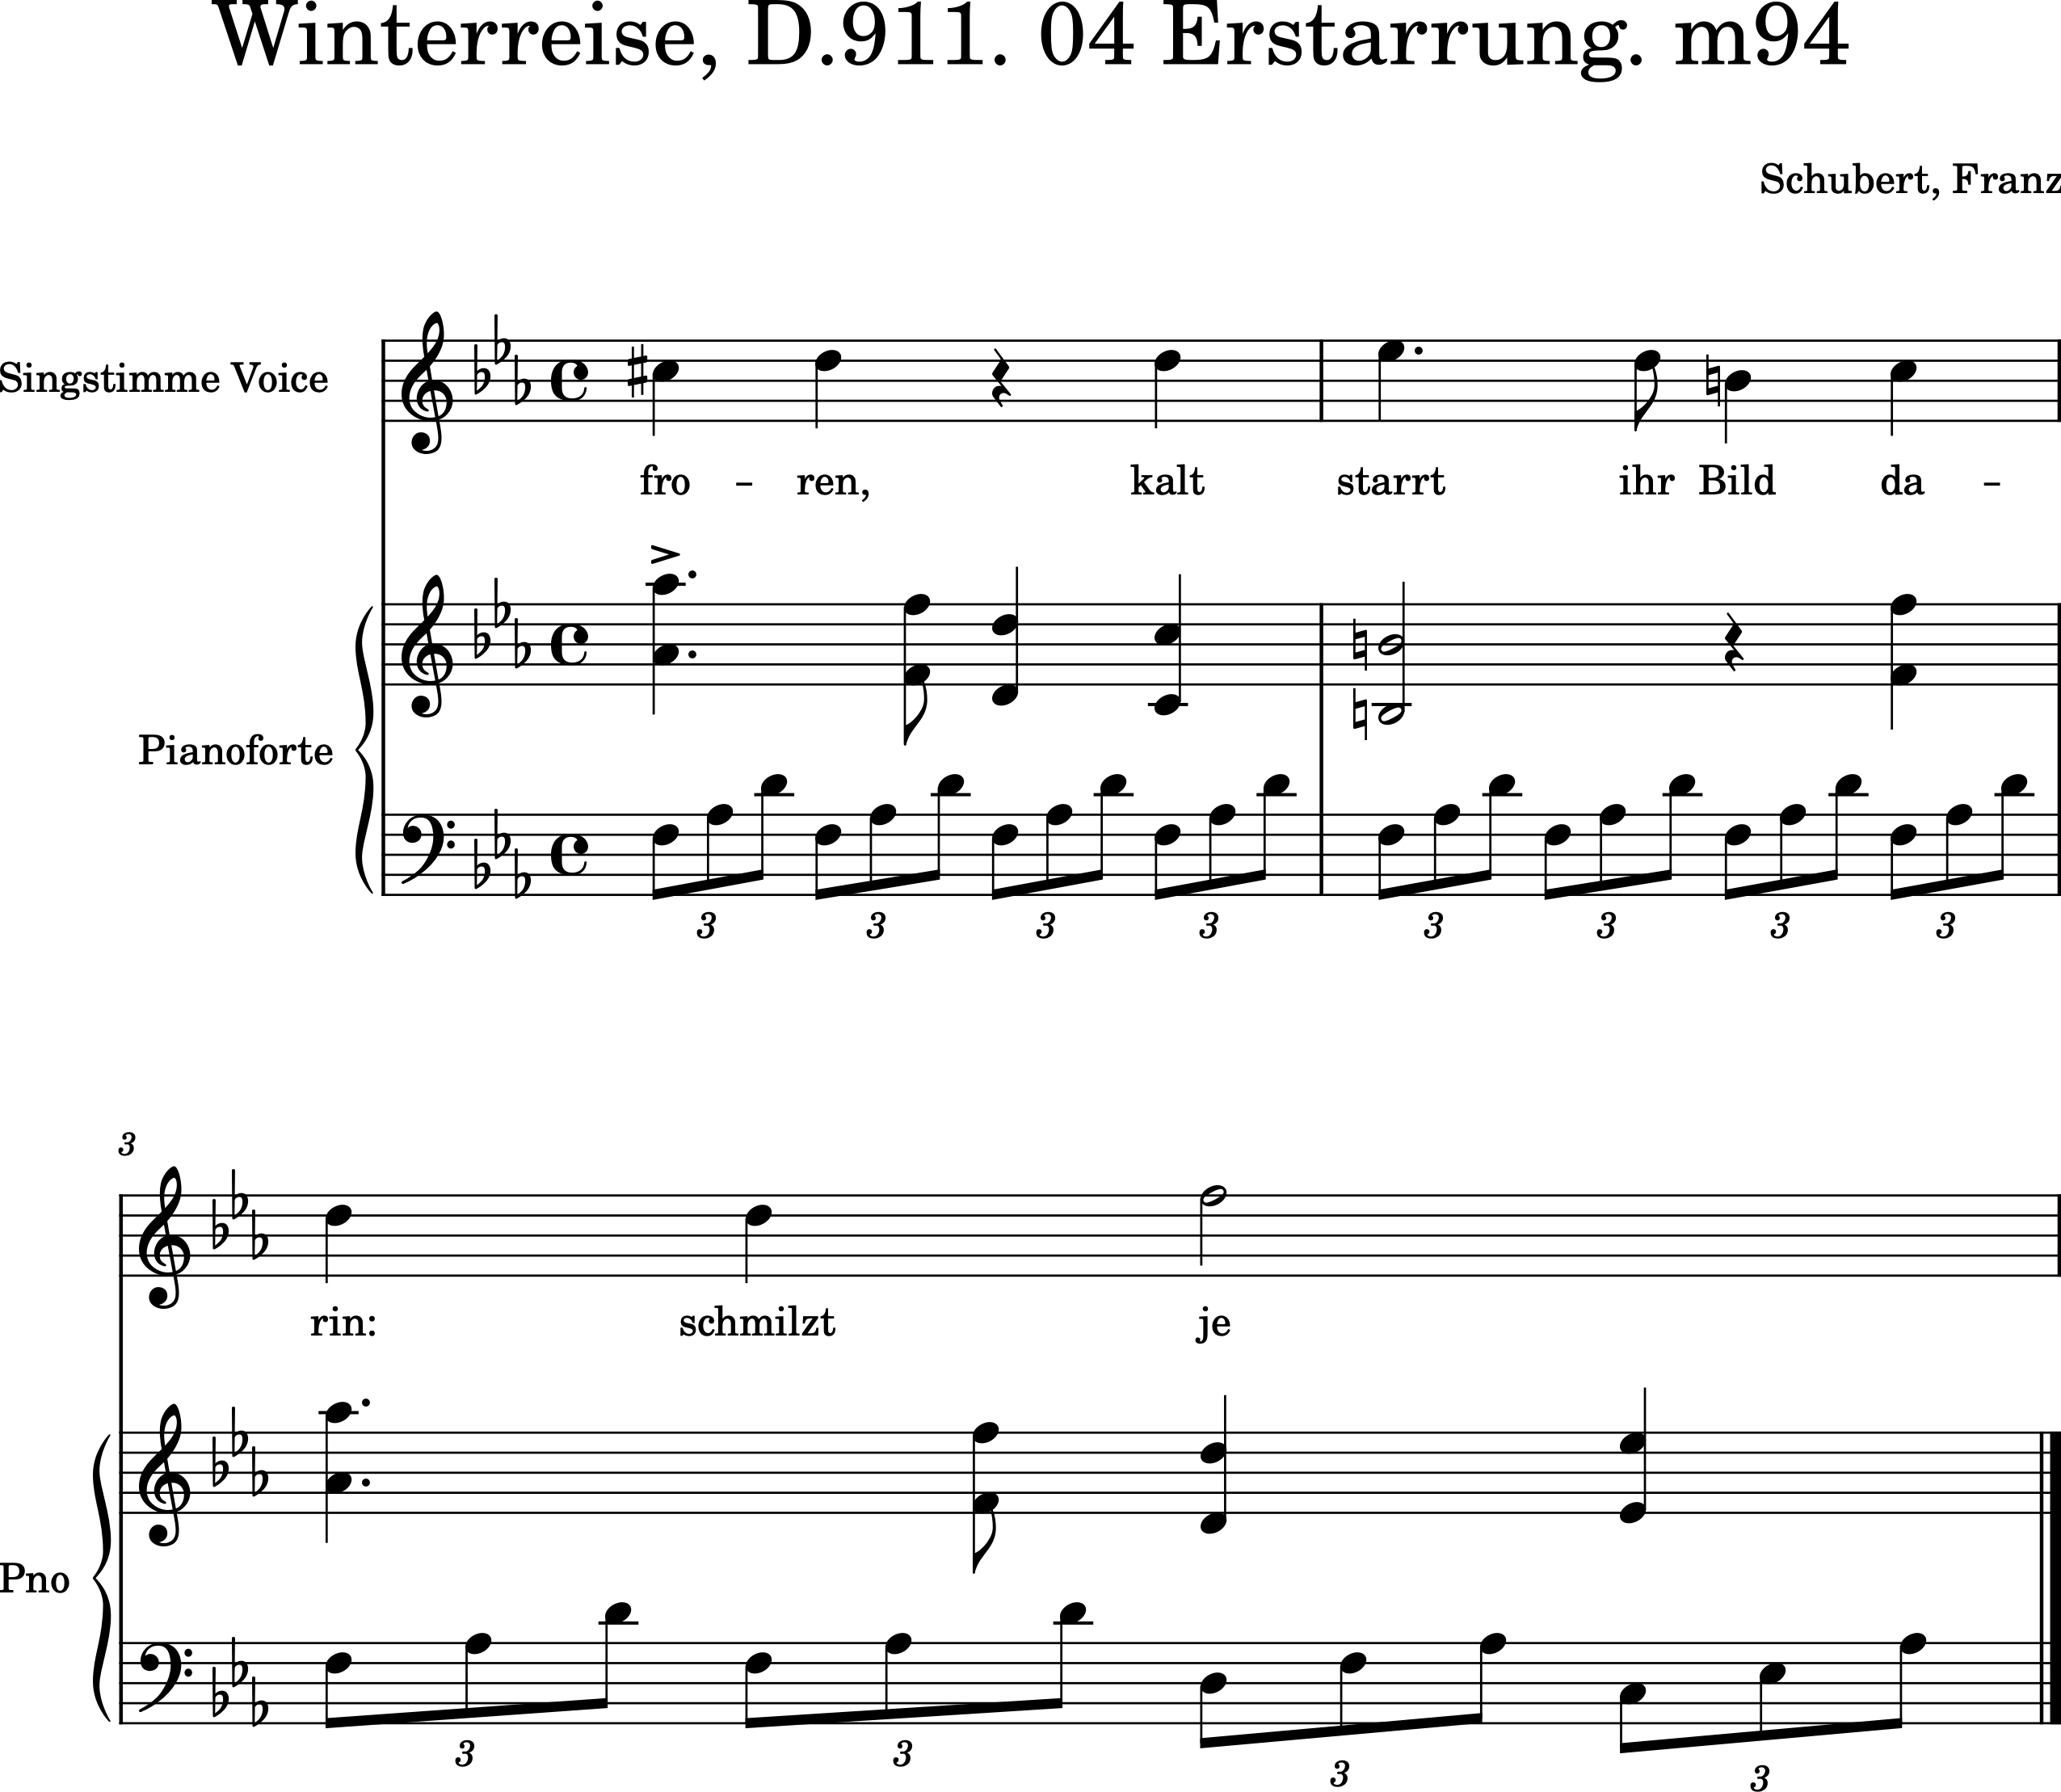 Winterreise, D.911. 04 Erstarrung. m94
Schubert, Franz
Singstimme Voice
fro - ren, kalt starrt ihr Bild da -
Pianoforte
3 3 3 3 3 3 3 3
3
rin: schmilzt je
Pno
3 3 3 3